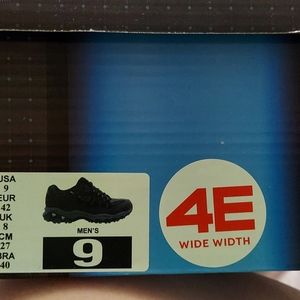 USA
9
EUR
42
UK
8
CM
27
BRA
40
MEN'S
9
4E
WIDE WIDTH